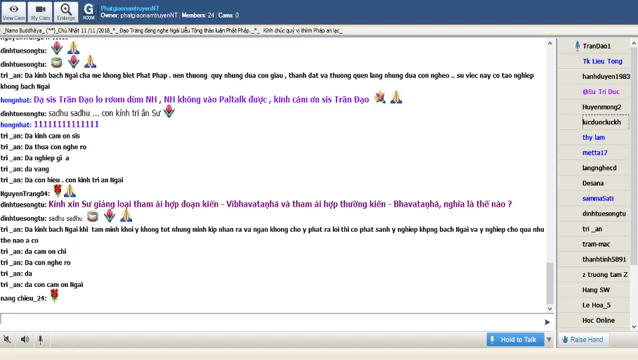 View Cam
My Cam
Enlarge
G
ROOM
PhatgiaonamtruyenNT
Owner: phatgiaonamtruyenNT | Members: 24 | Cams: 0
_Namo Buddhāya_ (**)_Chủ Nhật 11 /11 /2018_*_ Đạo Tràng đang nghe Ngài Liễu Tông thảo luận Phát Pháp_._*_ Kính chúc quý vị thính Pháp an lạc_
NguyenTrang04:
dinhtuesongtu:
dinhtuesongtu:
tri _an: Da kinh bach Ngai cha me khong biet Phat Phap . nen thuong quy nhung dua con giau , thanh dat va thuong quen lang nhung dua con ngheo .. su viec nay co tao nghiep khong bach Ngai
hongnhat: Dạ sis Trần Đạo lo rơom dùm NH , NH không vào Paltalk được , kính cám ơn sis Trần Đạo
dinhtuesongtu: sadhu sadhu ... con kính tri ân Sư
hongnhat: 11111111111111
tri _an: Da kinh cam on sis
tri _an: Da thua con nghe ro
tri _an: Da nghiep gi a
tri _an: da vang
tri _an: Da con hieu . con kinh tri an Ngai
NguyenTrang04:
dinhtuesongtu: Kính xin Sư giảng loại tham ái hợp đoạn kiến - Vibhavataṇhā và tham ái hợp thường kiến - Bhavataṇhā, nghĩa là thế nào ?
dinhtuesongtu: sadhu sadhu
tri _an: Da kinh bach Ngai khi tam minh khoi y khong tot nhung minh kip nhan ra va ngan khong cho y phat ra loi thi co phat sanh y nghiep khpng bach Ngai va y nghiep cho qua nhu the nao a co
tri _an: da cam on chi
tri _an: Da con nghe ro
tri _an: da
tri _an: da con cam on Ngai
nang chieu_24:
Hold to Talk
TranDao1
Tk Lieu Tong
hanhduyen1983
@Su Tri Duc
Huyenmong2
lucduocluckh
thy lam
metta17
langnghecd
Desana
sammaSati
dinhtuesongtu
tri _an
tram-mac
thanhtinh5891
z truong tam Z
Hang SW
Le Hoa_5
Hoc Online
Raise Hand